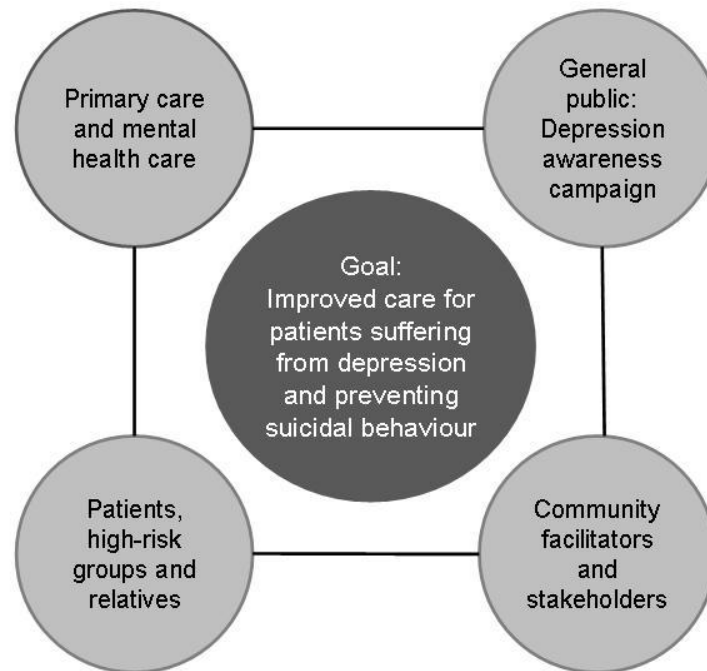 Primary care
and mental
health care
General
public:
Depression
awareness
campaign
Goal:
Improved care for
patients suffering
from depression
and preventing
suicidal behaviour
Patients,
high-risk
groups and
relatives
Community
facilitators
and
stakeholders